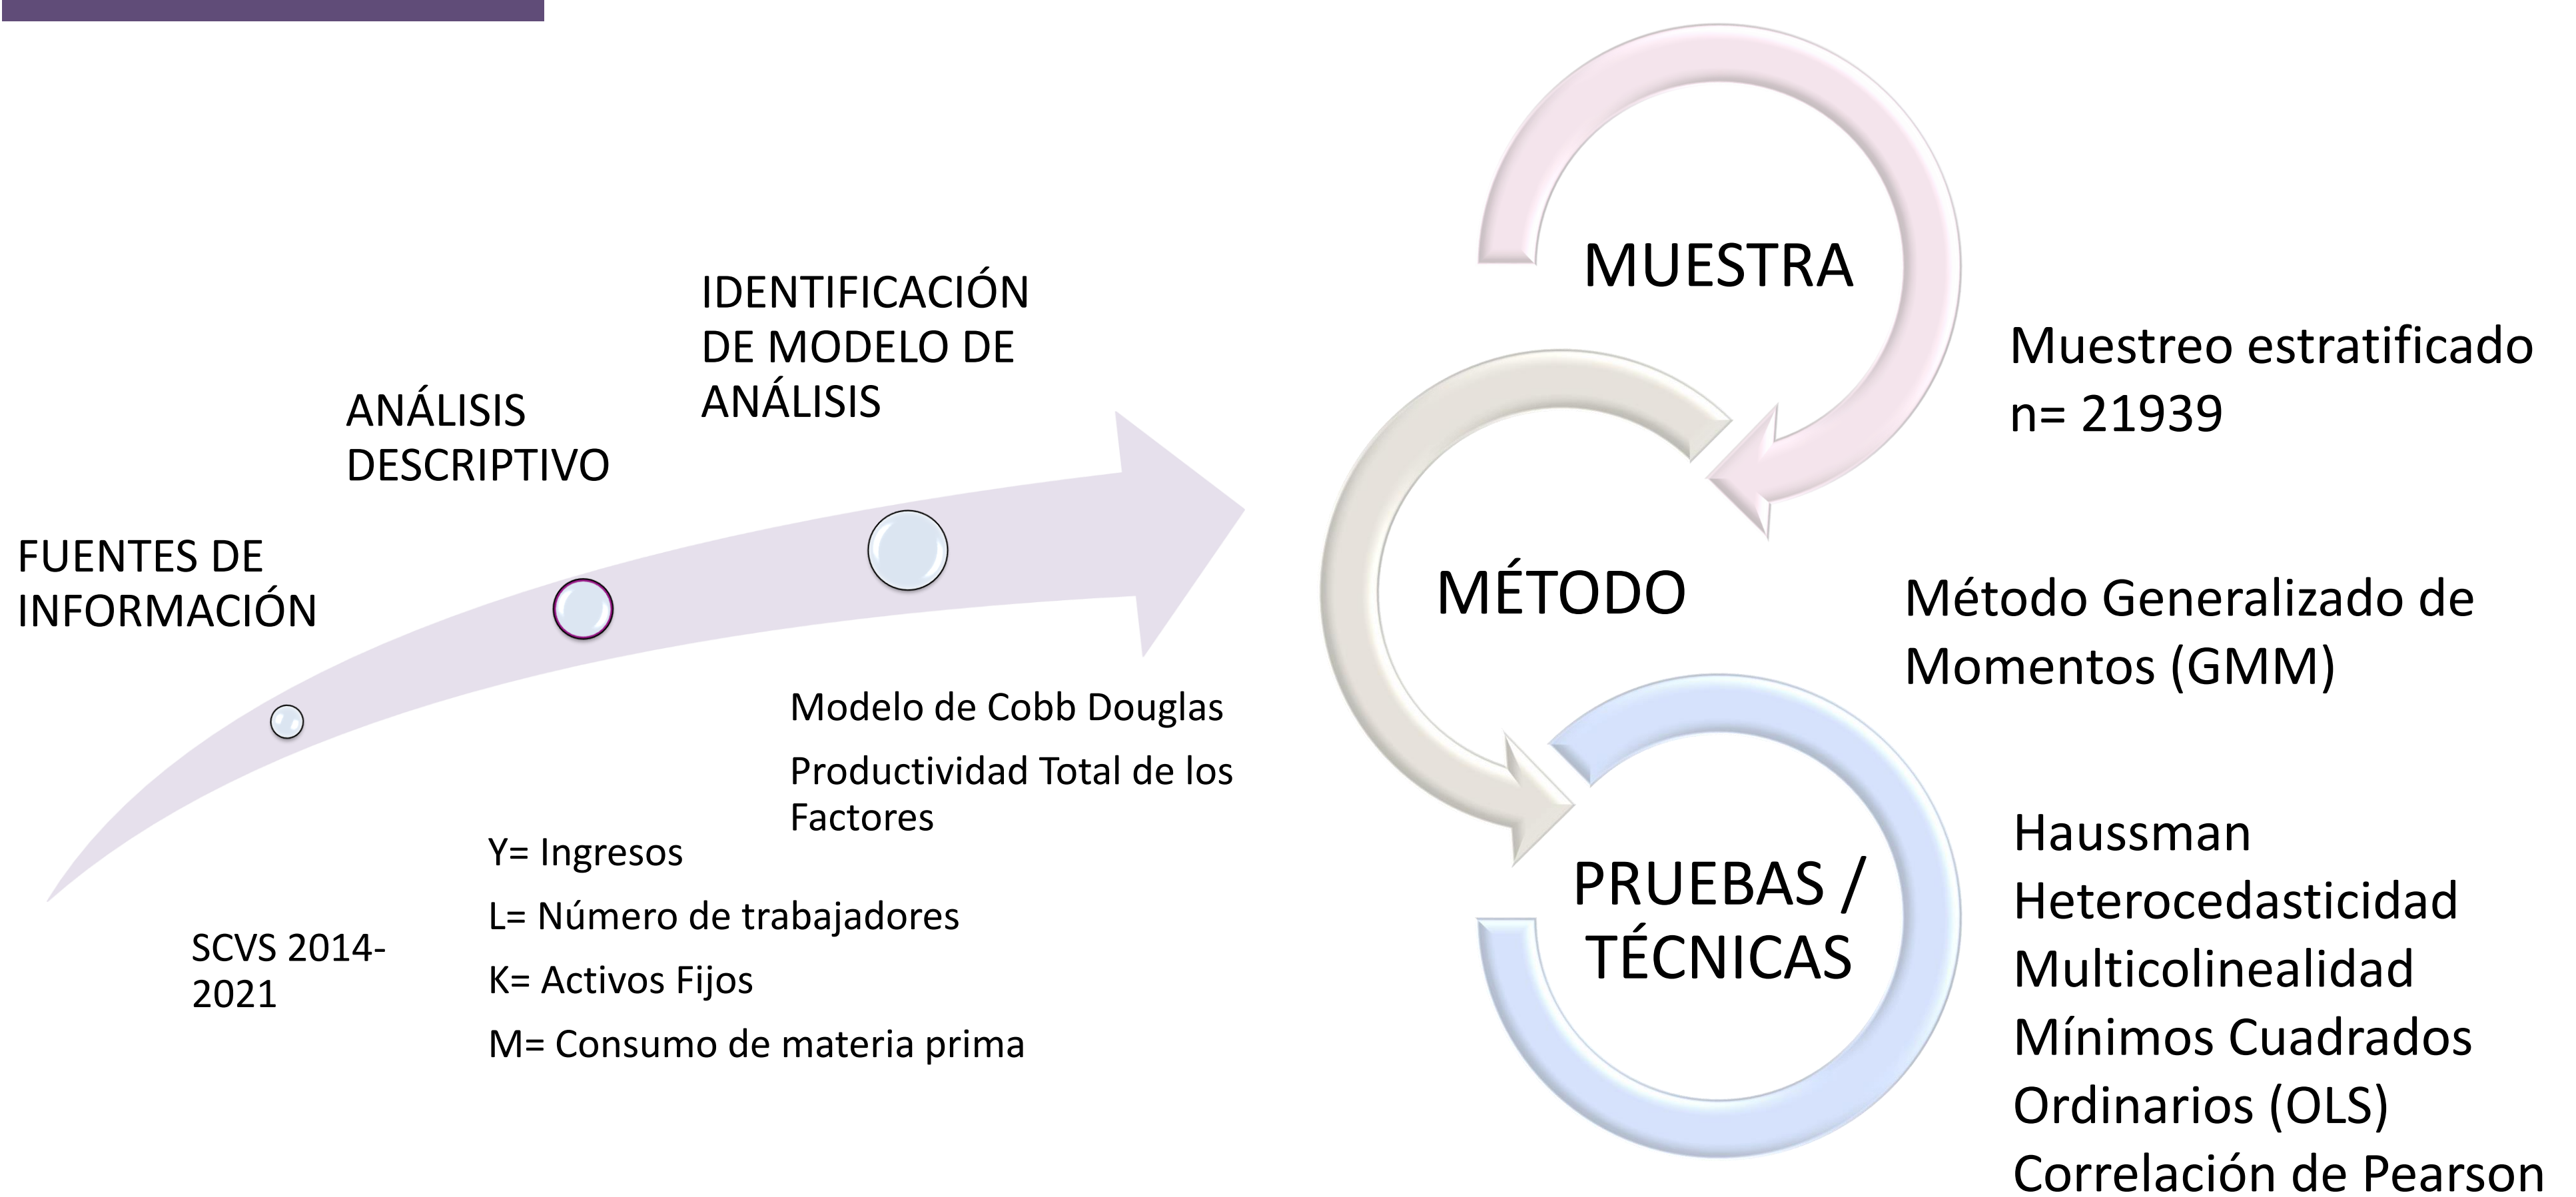 FUENTES DE
INFORMACIÓN
SCVS 2014-
2021
ANÁLISIS
DESCRIPTIVO
Y= Ingresos
L= Número de trabajadores
K= Activos Fijos
M= Consumo de materia prima
IDENTIFICACIÓN
DE MODELO DE
ANÁLISIS
Modelo de Cobb Douglas
Productividad Total de los
Factores
MUESTRA
Muestreo estratificado
n= 21939
MÉTODO
Método Generalizado de
Momentos (GMM)
PRUEBAS /
TÉCNICAS
Haussman
Heterocedasticidad
Multicolinealidad
Mínimos Cuadrados
Ordinarios (OLS)
Correlación de Pearson